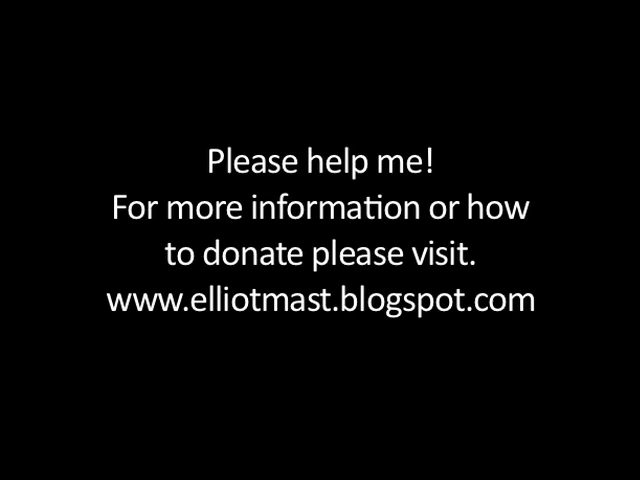 Please help me!
For more information or how
to donate please visit.
www.elliotmast.blogspot.com